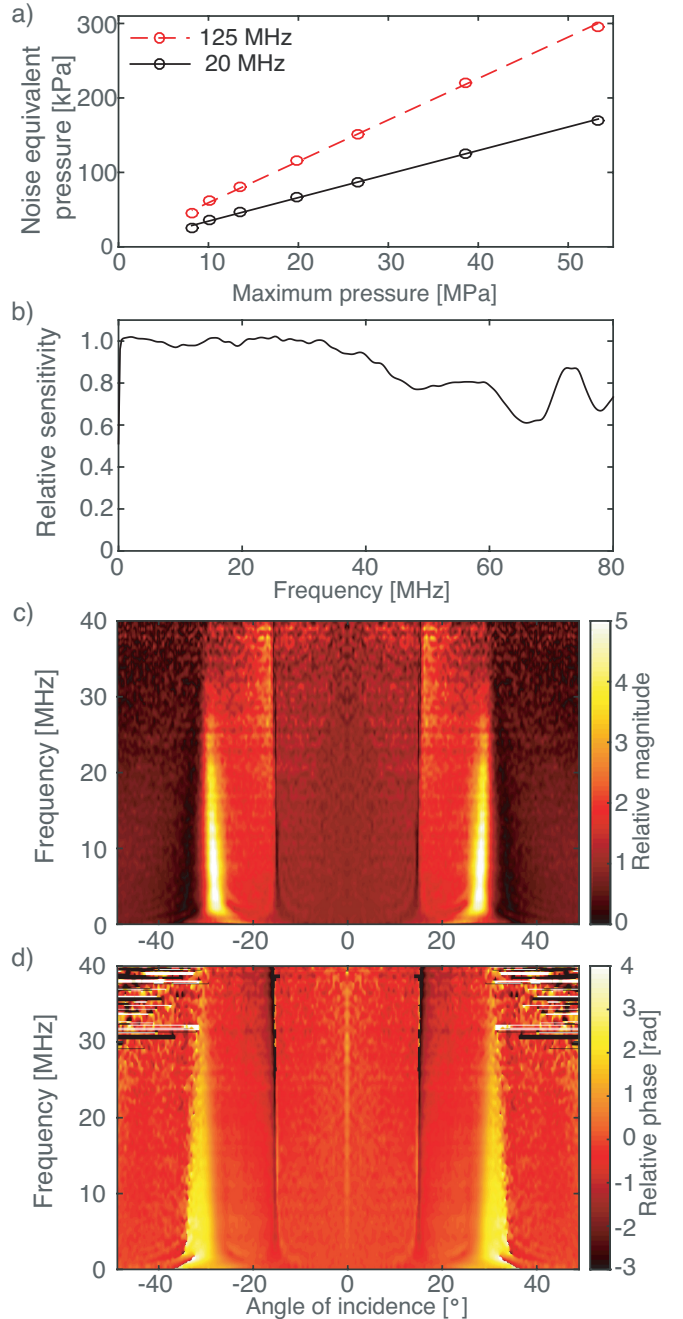 a)
300
200
100
0
Noise equivalent
pressure [kPa]
125 MHz
20 MHz
0 10 20 30 40 50
Maximum pressure [MPa]
b)
1.0
0.8
0.6
0.4
0.2
0
Relative sensitivity
0 20 40 60 80
Frequency [MHz]
c)
40
30
20
10
0
Frequency [MHz]
-40 -20 0 20 40
5
4
3
2
1
0
Relative magnitude
d)
40
30
20
10
0
Frequency [MHz]
-40 -20 0 20 40
Angle of incidence [°]
4
3
2
1
0
-1
-2
-3
Relative phase [rad]